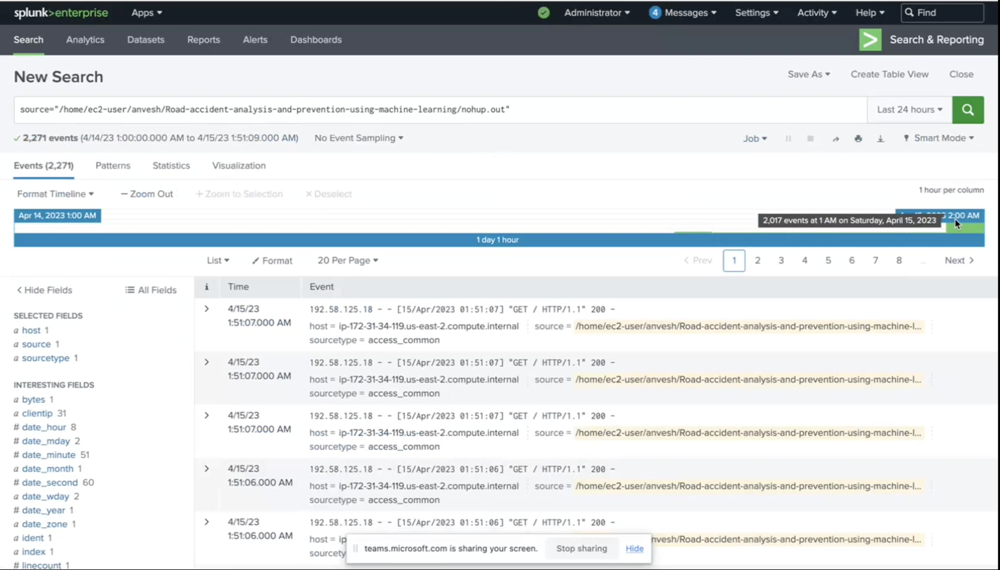 splunk>enterprise Apps Administrator 4 Messages Settings Activity Help Find
Search Analytics Datasets Reports Alerts Dashboards Search & Reporting
New Search Save As Create Table View Close
source="/home/ec2-user/anvesh/Road-accident-analysis-and-prevention-using-machine-learning/nohup.out" Last 24 hours
2,271 events (4/14/23 1:00:00.000 AM to 4/15/23 1:51:09.000 AM) No Event Sampling Job Smart Mode
Events (2,271) Patterns Statistics Visualization
Format Timeline — Zoom Out + Zoom to Selection × Deselect 1 hour per column
Apr 14, 2023 1:00 AM 2:00 AM
2,017 events at 1 AM on Saturday, April 15, 2023
1 day 1 hour
List Format 20 Per Page < Prev 1 2 3 4 5 6 7 8 ... Next >
< Hide Fields All Fields
SELECTED FIELDS
a host 1
a source 1
a sourcetype 1
INTERESTING FIELDS
a bytes 1
a clientip 31
# date_hour 8
# date_mday 2
# date_minute 51
a date_month 1
# date_second 60
a date_wday 2
# date_year 1
a date_zone 1
a ident 1
a index 1
# linecount 1
i Time Event
> 4/15/23 192.58.125.18 - - [15/Apr/2023 01:51:07] "GET / HTTP/1.1" 200 -
1:51:07.000 AM host = ip-172-31-34-119.us-east-2.compute.internal source = /home/ec2-user/anvesh/Road-accident-analysis-and-prevention-using-machine-l...
sourcetype = access_common
> 4/15/23 192.58.125.18 - - [15/Apr/2023 01:51:07] "GET / HTTP/1.1" 200 -
1:51:07.000 AM host = ip-172-31-34-119.us-east-2.compute.internal source = /home/ec2-user/anvesh/Road-accident-analysis-and-prevention-using-machine-l...
sourcetype = access_common
> 4/15/23 192.58.125.18 - - [15/Apr/2023 01:51:07] "GET / HTTP/1.1" 200 -
1:51:07.000 AM host = ip-172-31-34-119.us-east-2.compute.internal source = /home/ec2-user/anvesh/Road-accident-analysis-and-prevention-using-machine-l...
sourcetype = access_common
> 4/15/23 192.58.125.18 - - [15/Apr/2023 01:51:06] "GET / HTTP/1.1" 200 -
1:51:06.000 AM host = ip-172-31-34-119.us-east-2.compute.internal source = /home/ec2-user/anvesh/Road-accident-analysis-and-prevention-using-machine-l...
sourcetype = access_common
> 4/15/23 192.58.125.18 - - [15/Apr/2023 01:51:06] "GET / HTTP/1.1" 200 -
1:51:06.000 AM host = ip nvesh/Road-accident-analysis-and-prevention-using-machine-l...
sourcety
teams.microsoft.com is sharing your screen. Stop sharing Hide